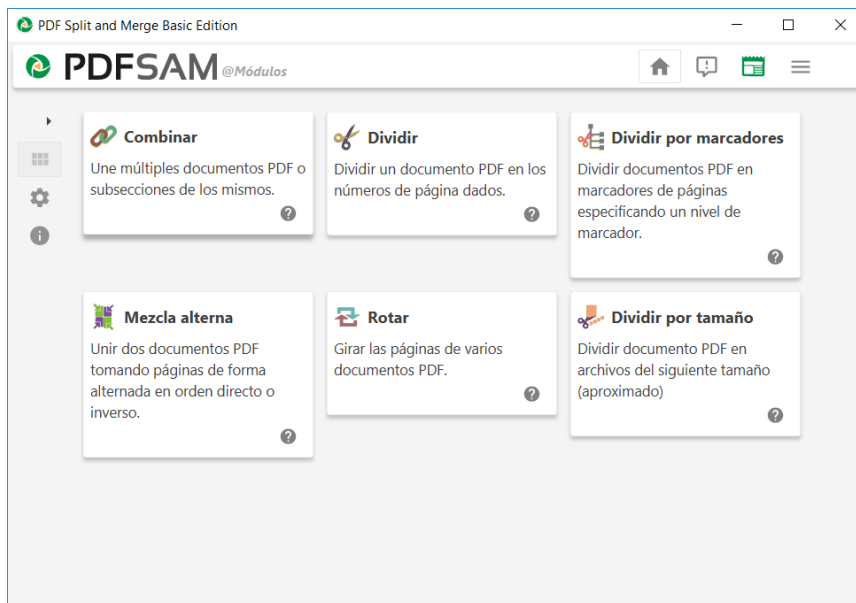 PDF Split and Merge Basic Edition
PDFSAM @Módulos
Combinar
Une múltiples documentos PDF o
subsecciones de los mismos.
Dividir
Dividir un documento PDF en los
números de página dados.
Dividir por marcadores
Dividir documentos PDF en
marcadores de páginas
especificando un nivel de
marcador.
Mezcla alterna
Unir dos documentos PDF
tomando páginas de forma
alternada en orden directo o
inverso.
Rotar
Girar las páginas de varios
documentos PDF.
Dividir por tamaño
Dividir documento PDF en
archivos del siguiente tamaño
(aproximado)